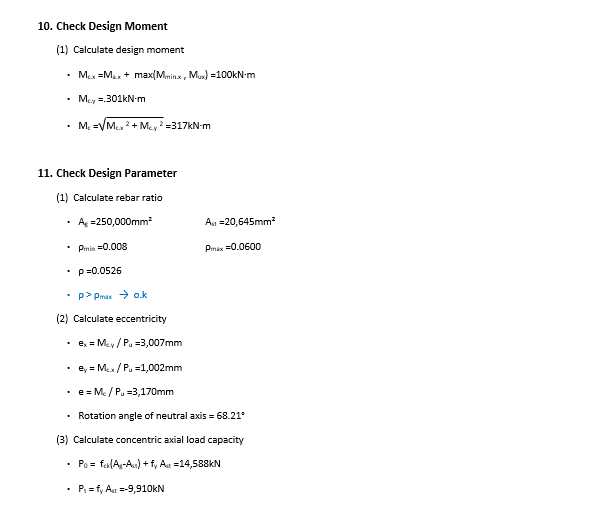 10. Check Design Moment
(1) Calculate design moment
· Mc.x =Ma.x + max(Mmin.x , Mux) =100kN·m
· Mc.y =.301kN·m
· Mc =√Mc.x ² + Mc.y ² =317kN·m
11. Check Design Parameter
(1) Calculate rebar ratio
· Ag =250,000mm² Ast =20,645mm²
· ρmin =0.008 ρmax =0.0600
· ρ =0.0526
· ρ > ρmax → o.k
(2) Calculate eccentricity
· ex = Mc.y / Pu =3,007mm
· ey = Mc.x / Pu =1,002mm
· e = Mc / Pu =3,170mm
· Rotation angle of neutral axis = 68.21°
(3) Calculate concentric axial load capacity
· P0 = fck(Ag-Ast) + fy Ast =14,588kN
· Pt = fy Ast =-9,910kN